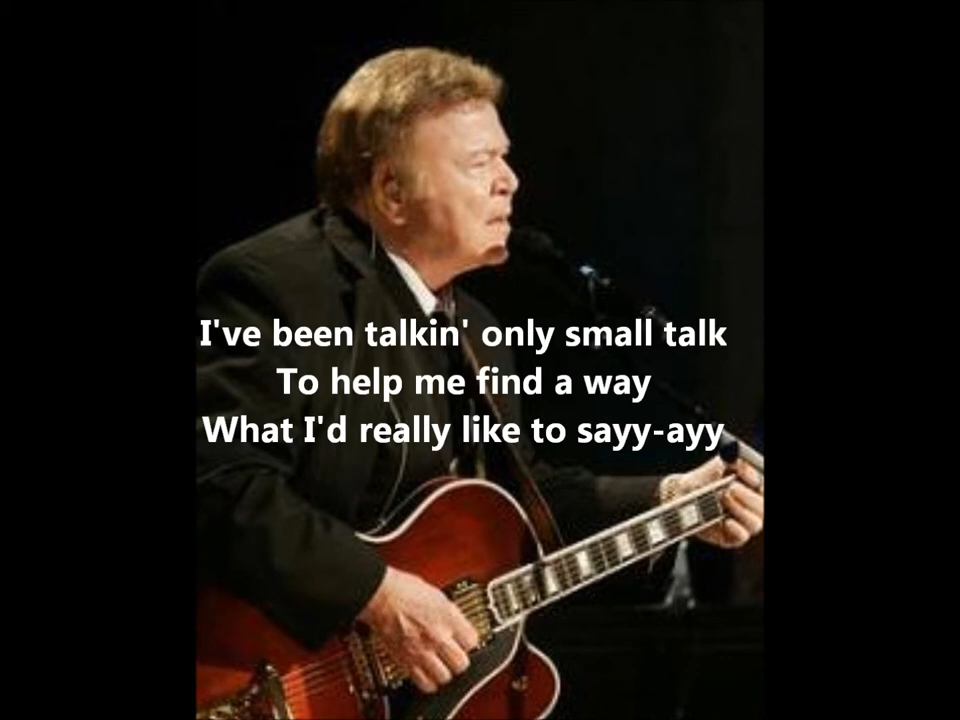 I've been talkin' only small talk
To help me find a way
What I'd really like to sayy-ayy